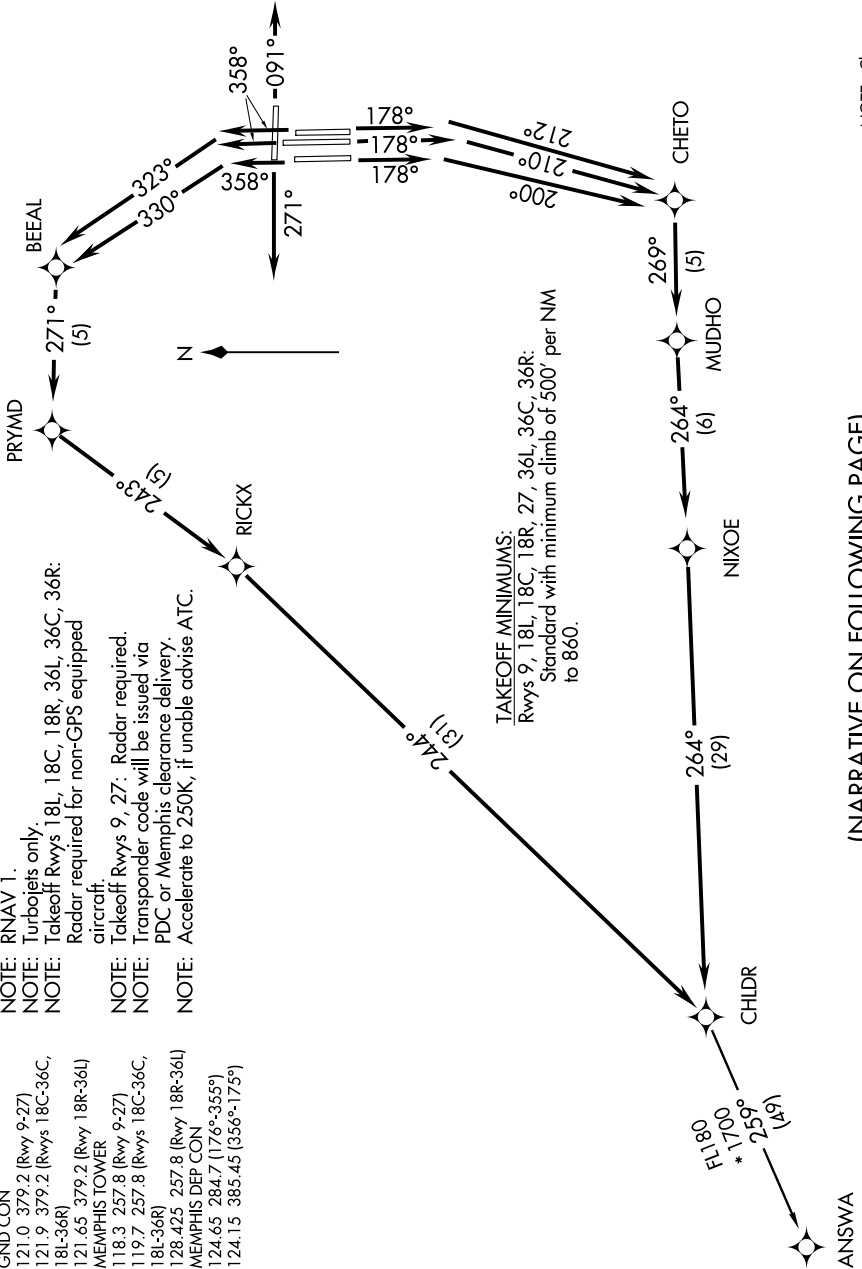 GND CON
121.0 379.2 (Rwy 9-27)
121.9 379.2 (Rwys 18C-36C,
18L-36R)
121.65 379.2 (Rwy 18R-36L)
MEMPHIS TOWER
118.3 257.8 (Rwy 9-27)
119.7 257.8 (Rwys 18C-36C,
18L-36R)
128.425 257.8 (Rwy 18R-36L)
MEMPHIS DEP CON
124.65 284.7 (176°-355°)
124.15 385.45 (356°-175°)
NOTE: RNAV 1.
NOTE: Turbojets only.
NOTE: Takeoff Rwys 18L, 18C, 18R, 36L, 36C, 36R:
Radar required for non-GPS equipped
aircraft.
NOTE: Takeoff Rwys 9, 27: Radar required.
NOTE: Transponder code will be issued via
PDC or Memphis clearance delivery.
NOTE: Accelerate to 250K, if unable advise ATC.
PRYMD
271°
(5)
BEEAL
323°
330°
358°
358°
091°
271°
N
243°
(5)
RICKX
178°
178°
178°
212°
210°
200°
CHETO
269°
(5)
MUDHO
264°
(6)
NIXOE
264°
(29)
244°
(31)
TAKEOFF MINIMUMS:
Rwys 9, 18L, 18C, 18R, 27, 36L, 36C, 36R:
Standard with minimum climb of 500' per NM
to 860.
CHLDR
FL180
*1700
259°
(49)
ANSWA
(NARRATIVE ON FOLLOWING PAGE)